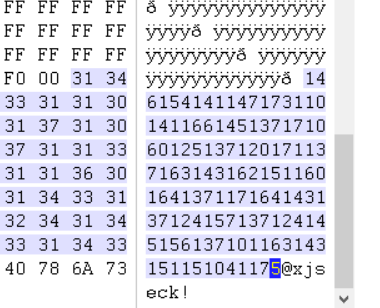 FF FF FF FF ð ÿÿÿÿÿÿÿÿÿÿÿÿÿÿ
FF FF FF FF ÿÿÿÿð ÿÿÿÿÿÿÿÿÿÿ
FF FF FF FF ÿÿÿÿÿÿÿÿð ÿÿÿÿÿÿ
F0 00 31 34 ÿÿÿÿÿÿÿÿÿÿÿÿð 14
33 31 31 30 6154141147173110
31 37 31 30 1411661451371710
37 31 31 33 6012513712017113
31 31 36 30 7163143162151160
31 34 33 31 1641371171641431
32 34 31 34 3712415713712414
33 31 34 33 5156137101163143
40 78 6A 73 151151041175@xjs
eck!